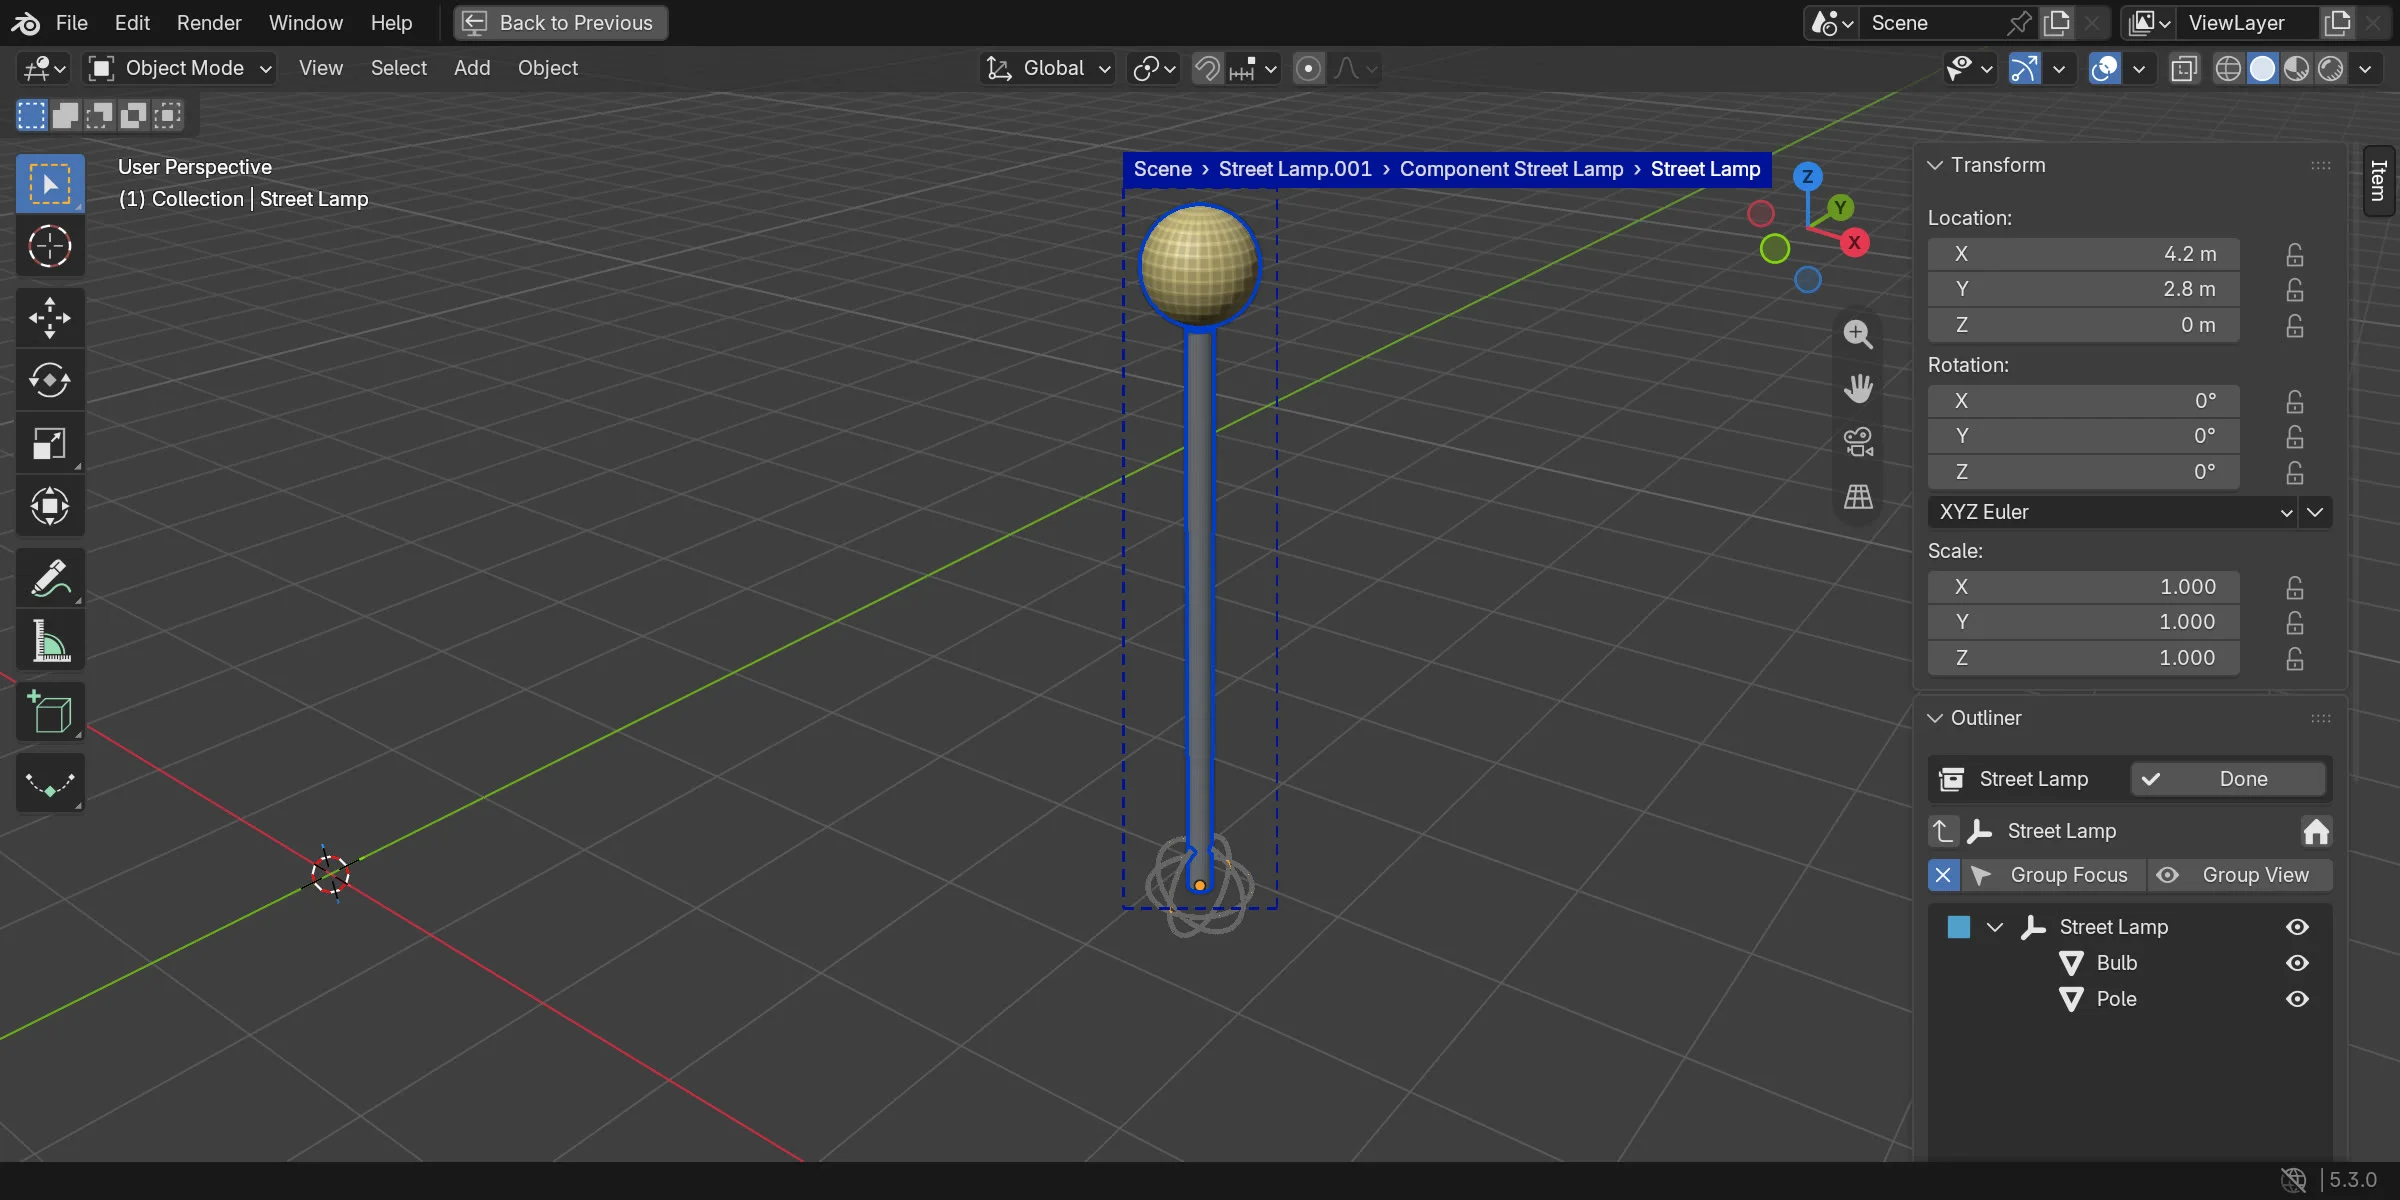 File Edit Render Window Help Back to Previous Scene ViewLayer
Object Mode View Select Add Object Global
User Perspective
(1) Collection | Street Lamp
Scene › Street Lamp.001 › Component Street Lamp › Street Lamp
Z
Y
X
Item
Transform
Location:
X 4.2 m
Y 2.8 m
Z 0 m
Rotation:
X 0°
Y 0°
Z 0°
XYZ Euler
Scale:
X 1.000
Y 1.000
Z 1.000
Outliner
Street Lamp Done
Street Lamp
Group Focus Group View
Street Lamp
Bulb
Pole
5.3.0